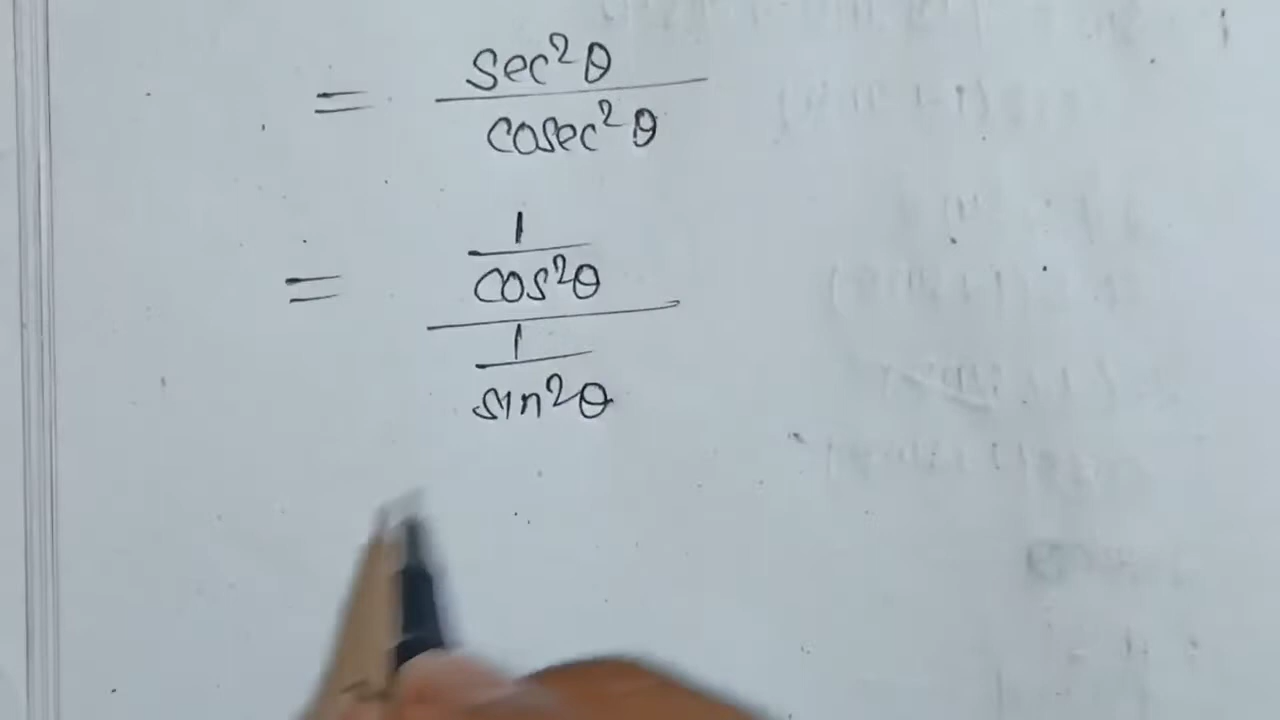 = sec²θ / cosec²θ
= 1/cos²θ / 1/sin²θ